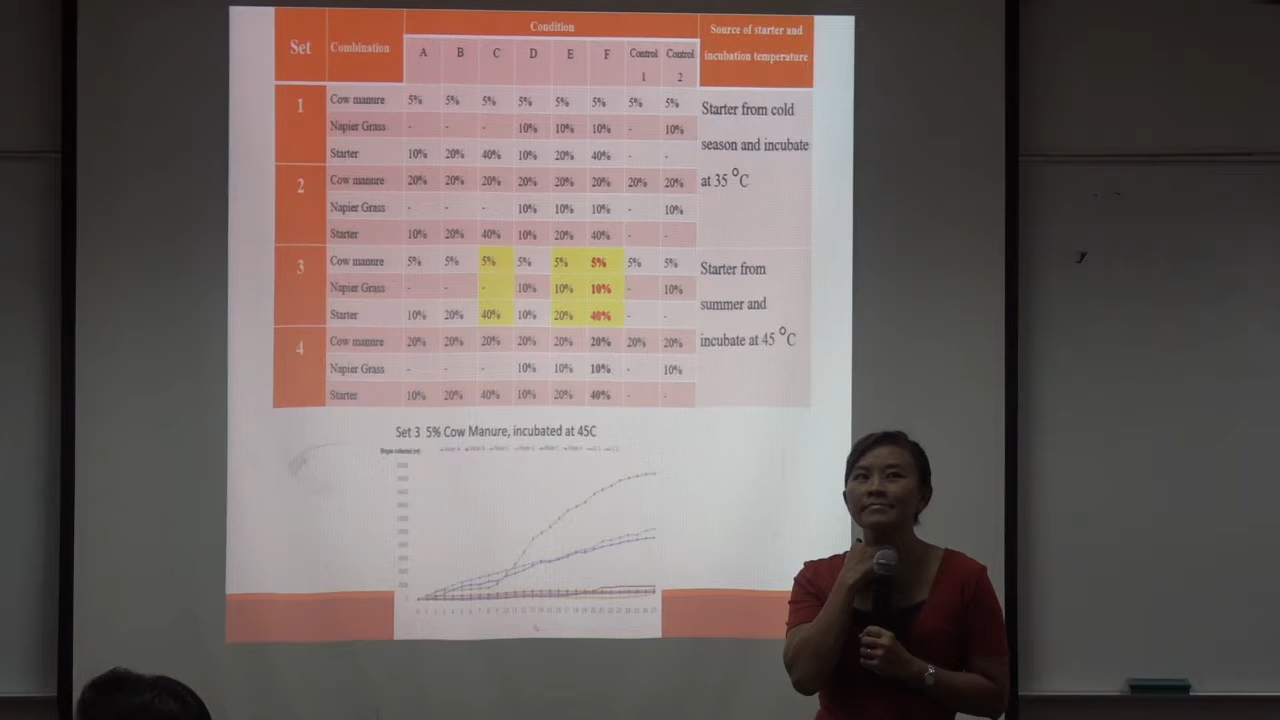 Set Combination Condition Source of starter and incubation temperature
A B C D E F Control 1 Control 2
1 Cow manure 5% 5% 5% 5% 5% 5% 5% 5% Starter from cold
Napier Grass - - - 10% 10% 10% - 10% season and incubate
Starter 10% 20% 40% 10% 20% 40% - - at 35 °C
2 Cow manure 20% 20% 20% 20% 20% 20% 20% 20%
Napier Grass - - - 10% 10% 10% - 10%
Starter 10% 20% 40% 10% 20% 40% - -
3 Cow manure 5% 5% 5% 5% 5% 5% 5% 5% Starter from
Napier Grass - - - 10% 10% 10% - 10% summer and
Starter 10% 20% 40% 10% 20% 40% - - incubate at 45 °C
4 Cow manure 20% 20% 20% 20% 20% 20% 20% 20%
Napier Grass - - - 10% 10% 10% - 10%
Starter 10% 20% 40% 10% 20% 40% - -
Set 3 5% Cow Manure, incubated at 45C